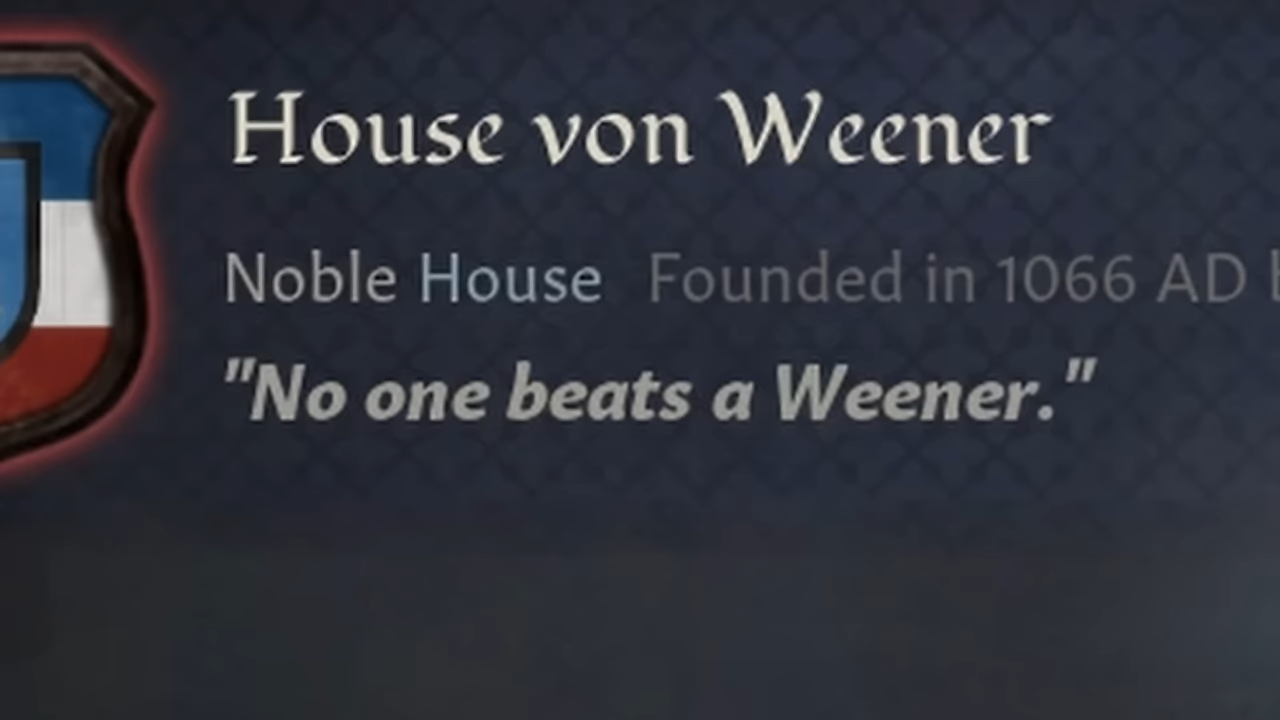 House von Weener
Noble House Founded in 1066 AD
"No one beats a Weener."